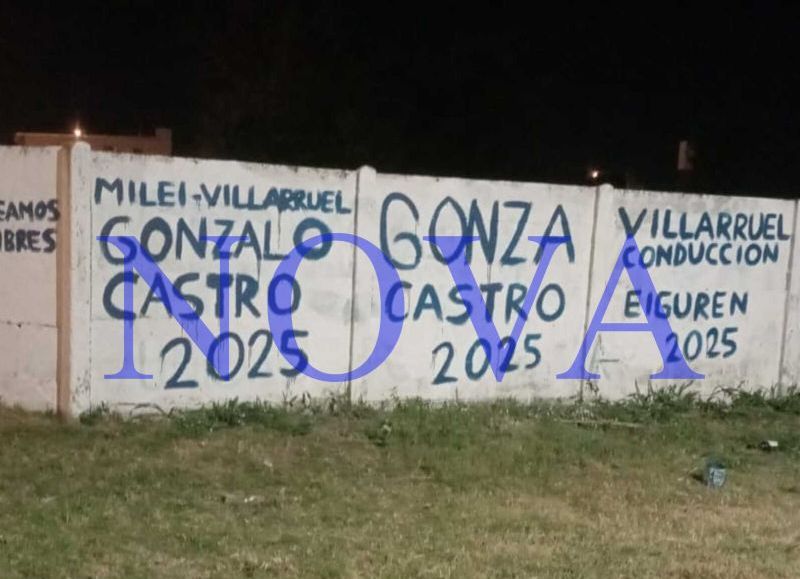 EAMOS
BRES
MILEI-VILLARRUEL
GONZALO
CASTRO
2025
GONZA
CASTRO
2025
VILLARRUEL
CONDUCCION
EIGUREN
2025
NOVA